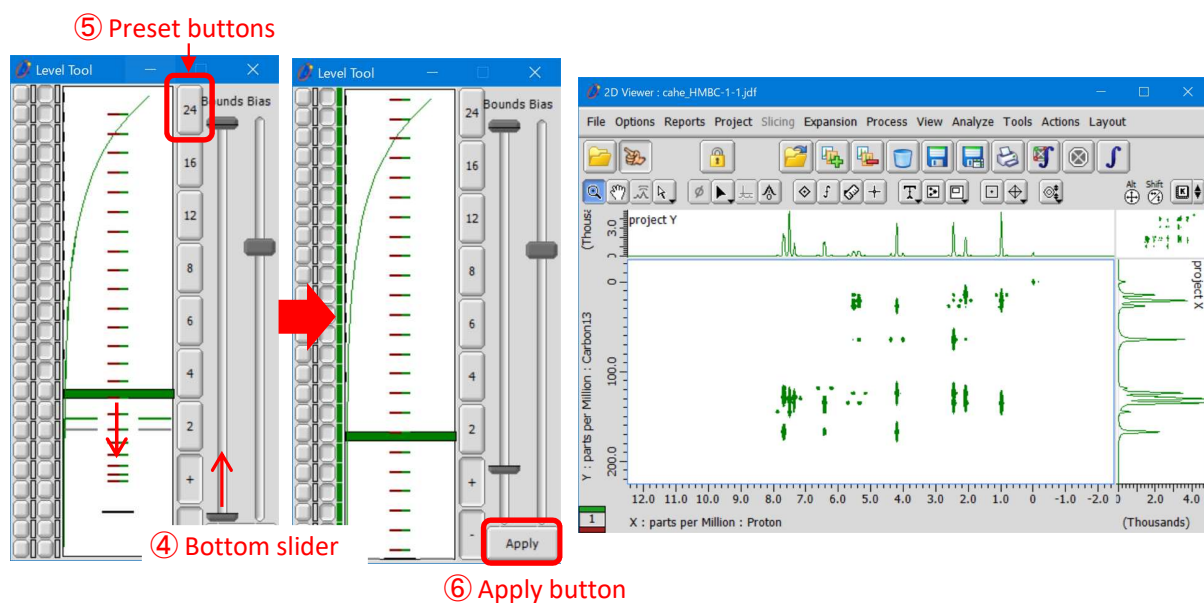 ⑤ Preset buttons
Level Tool
Bounds Bias
24
16
12
8
6
4
2
+
④ Bottom slider
Level Tool
Bounds Bias
24
16
12
8
6
4
2
+
-
Apply
⑥ Apply button
2D Viewer : cahe_HMBC-1-1.jdf
File Options Reports Project Slicing Expansion Process View Analyze Tools Actions Layout
Alt Shift
(Thousa
3.0
0
project Y
project X
Y : parts per Million : Carbon13
0
100.0
200.0
12.0 11.0 10.0 9.0 8.0 7.0 6.0 5.0 4.0 3.0 2.0 1.0 0 -1.0 -2.0
2.0 4.0
1
X : parts per Million : Proton
(Thousands)